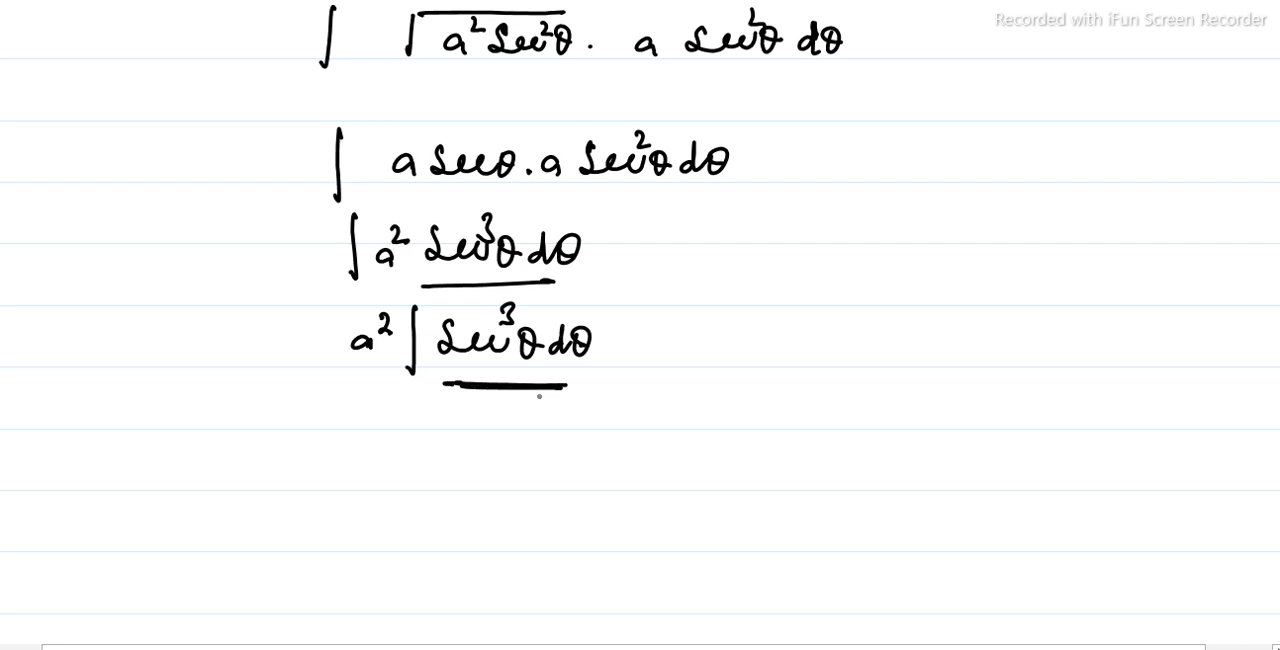 Recorded with iFun Screen Recorder
∫ √a² Sec²θ . a Sec²θ dθ
∫ a Secθ . a Sec²θ dθ
∫ a² Sec³θ dθ
a² ∫ Sec³θ dθ